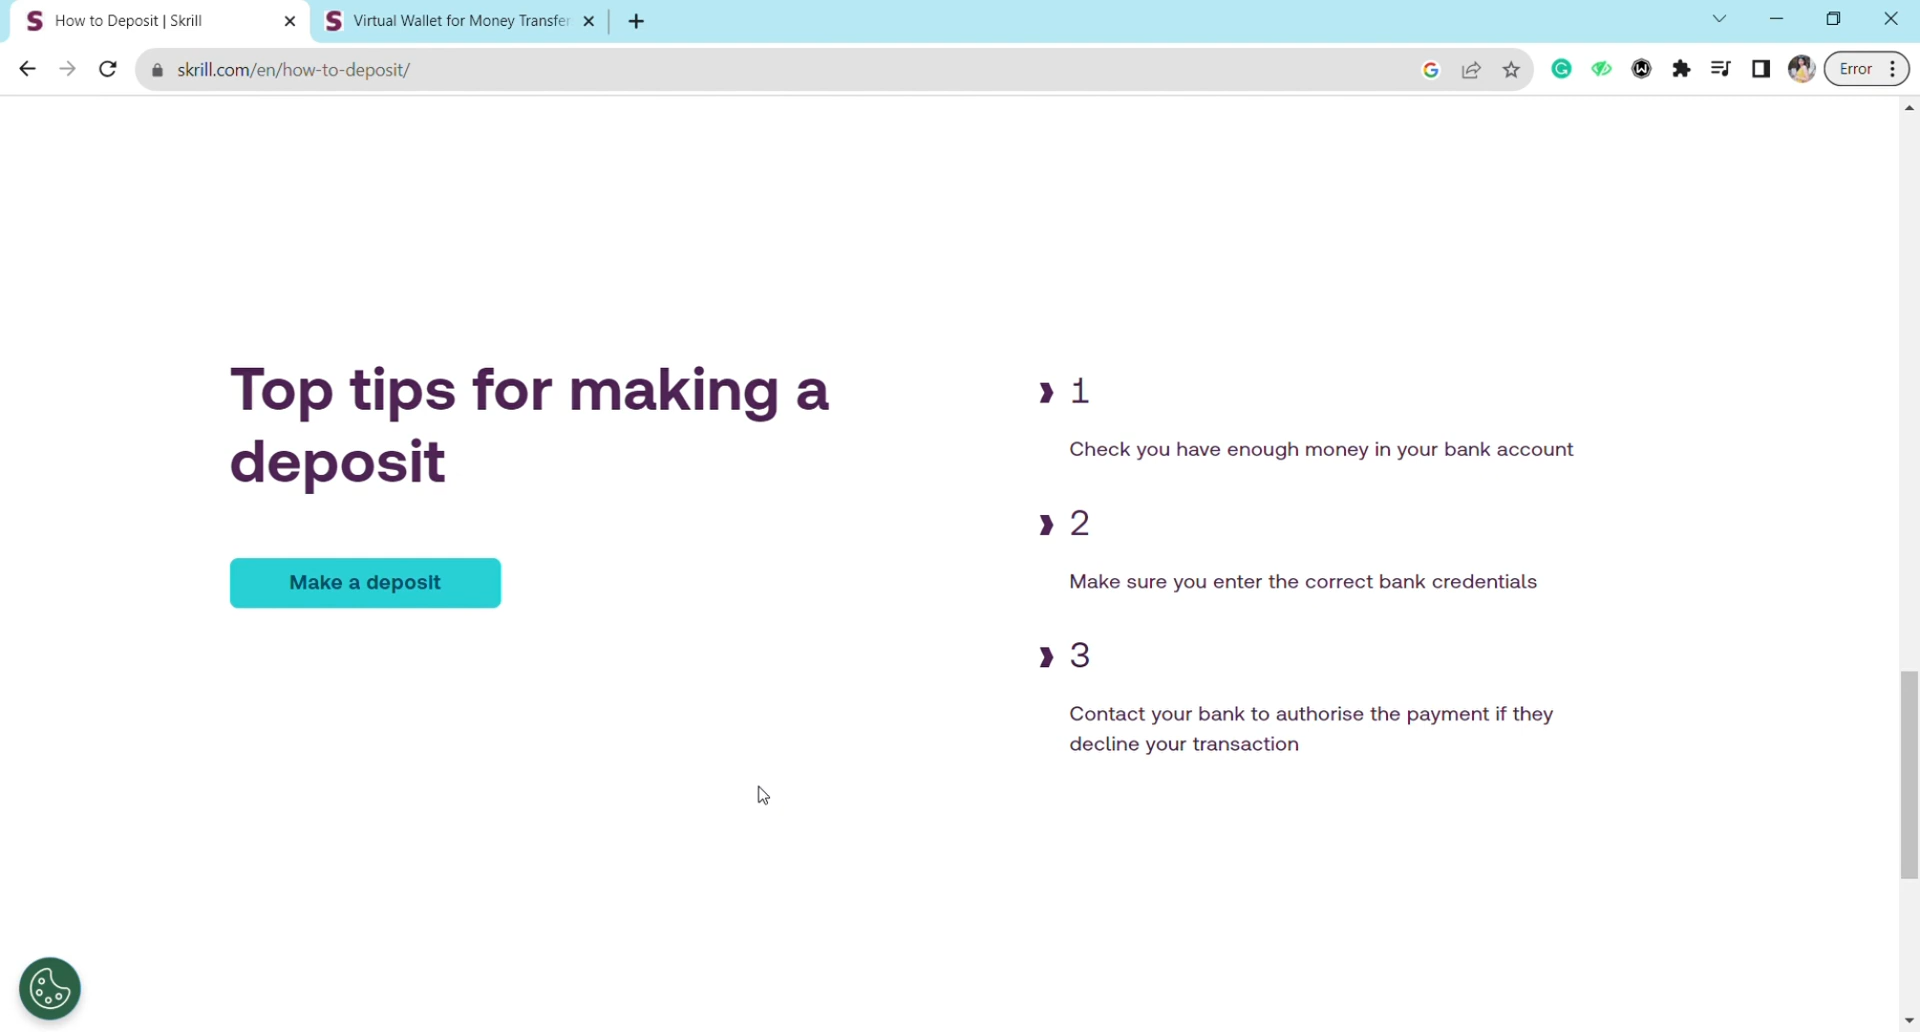 How to Deposit | Skrill
Virtual Wallet for Money Transfer
skrill.com/en/how-to-deposit/
Error
Top tips for making a
deposit
Make a deposit
1
Check you have enough money in your bank account
2
Make sure you enter the correct bank credentials
3
Contact your bank to authorise the payment if they
decline your transaction